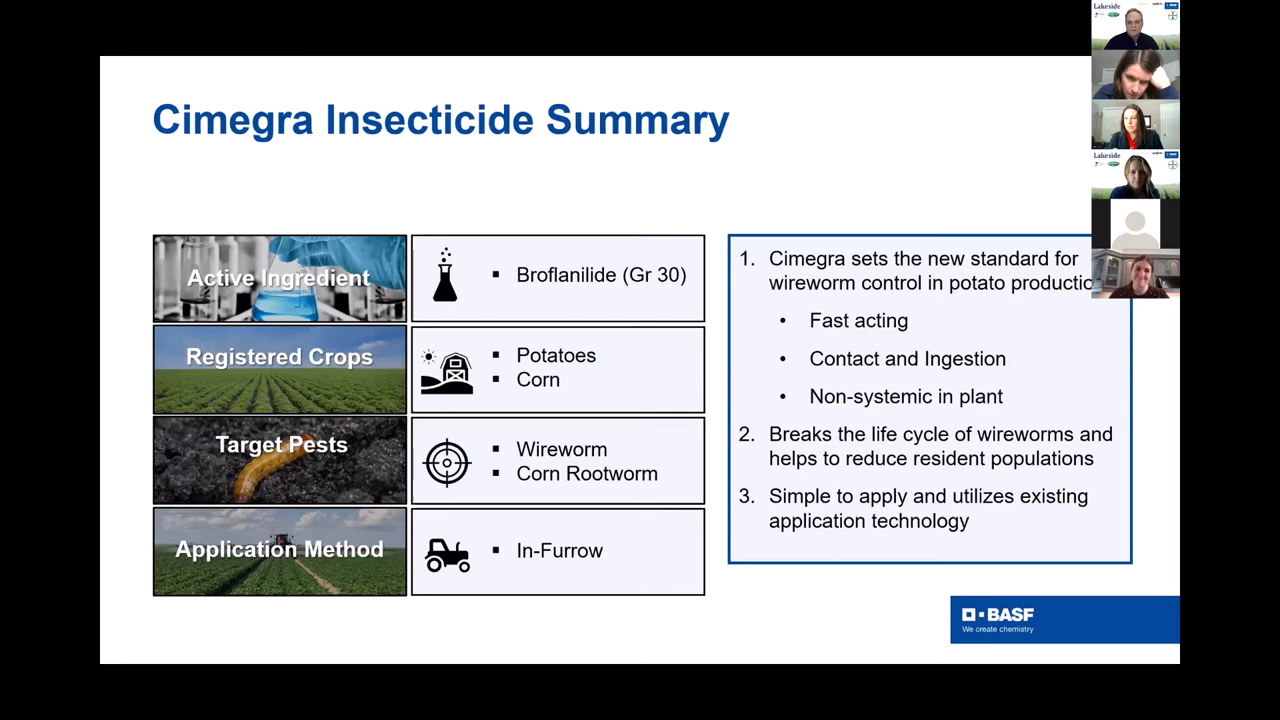 Cimegra Insecticide Summary
Active Ingredient
▪ Broflanilide (Gr 30)
Registered Crops
▪ Potatoes
▪ Corn
Target Pests
▪ Wireworm
▪ Corn Rootworm
Application Method
▪ In-Furrow
1. Cimegra sets the new standard for
wireworm control in potato
• Fast acting
• Contact and Ingestion
• Non-systemic in plant
2. Breaks the life cycle of wireworms and
helps to reduce resident populations
3. Simple to apply and utilizes existing
application technology
BASF
We create chemistry
Lakeside
BASF
Lakeside
BASF